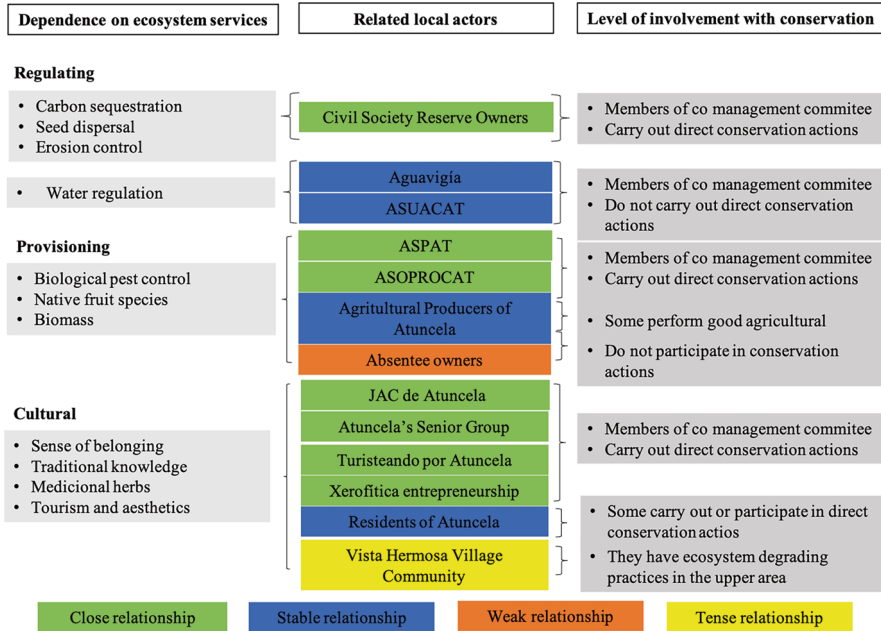 Dependence on ecosystem services
Related local actors
Level of involvement with conservation
Regulating
• Carbon sequestration
• Seed dispersal
• Erosion control
Civil Society Reserve Owners
• Members of co management commitee
• Carry out direct conservation actions
• Water regulation
Aguavigía
ASUACAT
• Members of co management commitee
• Do not carry out direct conservation
actions
Provisioning
• Biological pest control
• Native fruit species
• Biomass
ASPAT
ASOPROCAT
Agritultural Producers of
Atuncela
Absentee owners
• Members of co management commitee
• Carry out direct conservation actions
• Some perform good agricultural
• Do not participate in conservation
actions
Cultural
• Sense of belonging
• Traditional knowledge
• Medicional herbs
• Tourism and aesthetics
JAC de Atuncela
Atuncela's Senior Group
Turisteando por Atuncela
Xerofítica entrepreneurship
Residents of Atuncela
Vista Hermosa Village
Community
• Members of co management commitee
• Carry out direct conservation actions
• Some carry out or participate in direct
conservation actios
• They have ecosystem degrading
practices in the upper area
Close relationship
Stable relationship
Weak relationship
Tense relationship